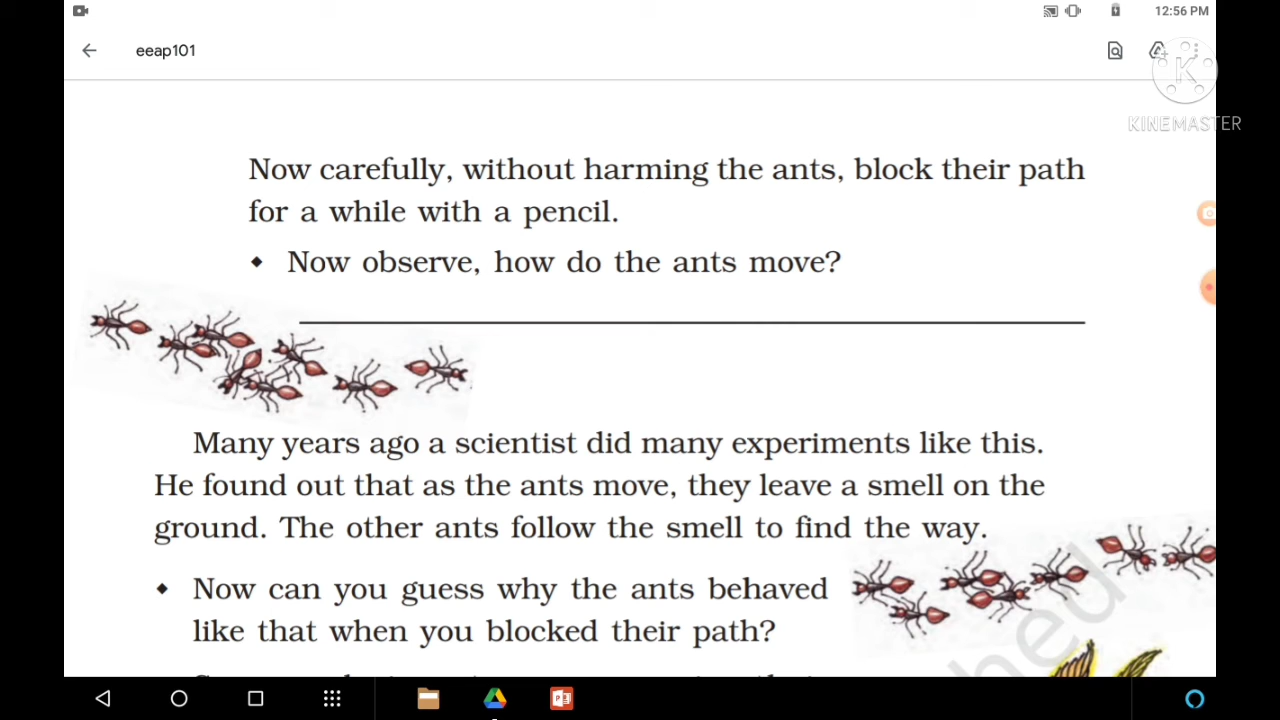 12:56 PM
eeap101
K
KINEMASTER
Now carefully, without harming the ants, block their path
for a while with a pencil.
◆ Now observe, how do the ants move?
Many years ago a scientist did many experiments like this.
He found out that as the ants move, they leave a smell on the
ground. The other ants follow the smell to find the way.
◆ Now can you guess why the ants behaved
like that when you blocked their path?